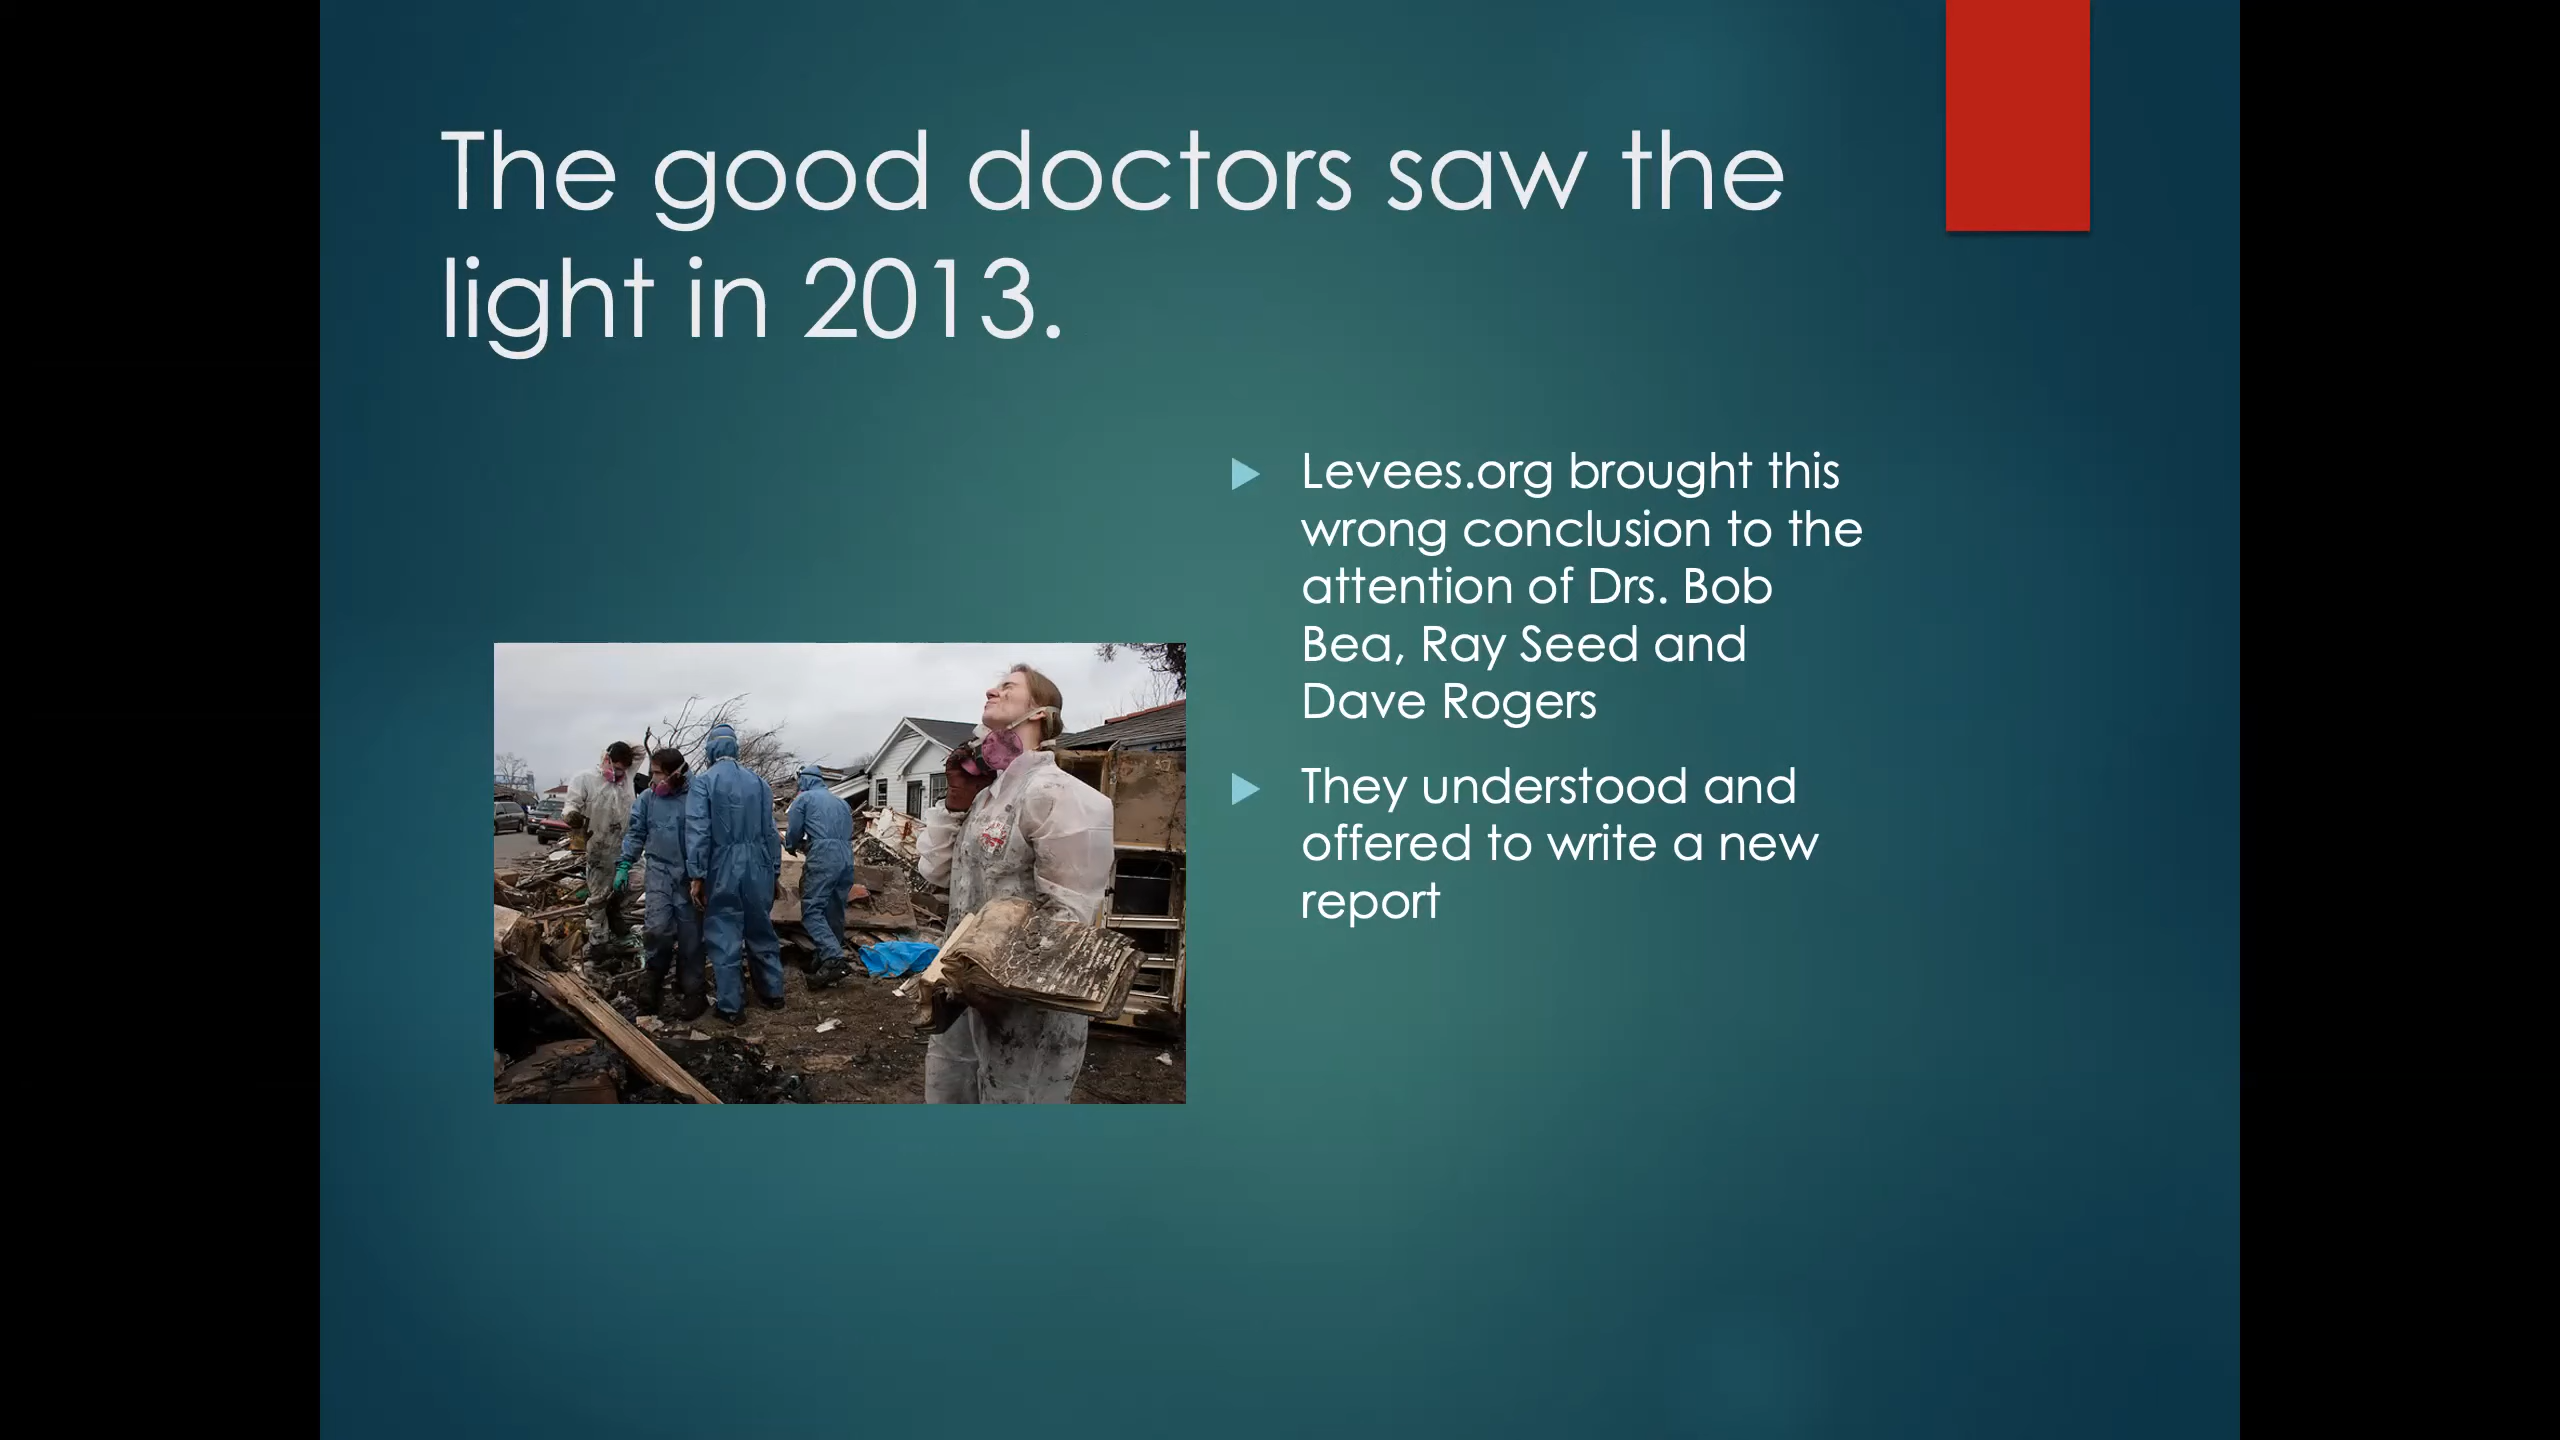 The good doctors saw the
light in 2013.
Levees.org brought this
wrong conclusion to the
attention of Drs. Bob
Bea, Ray Seed and
Dave Rogers
They understood and
offered to write a new
report